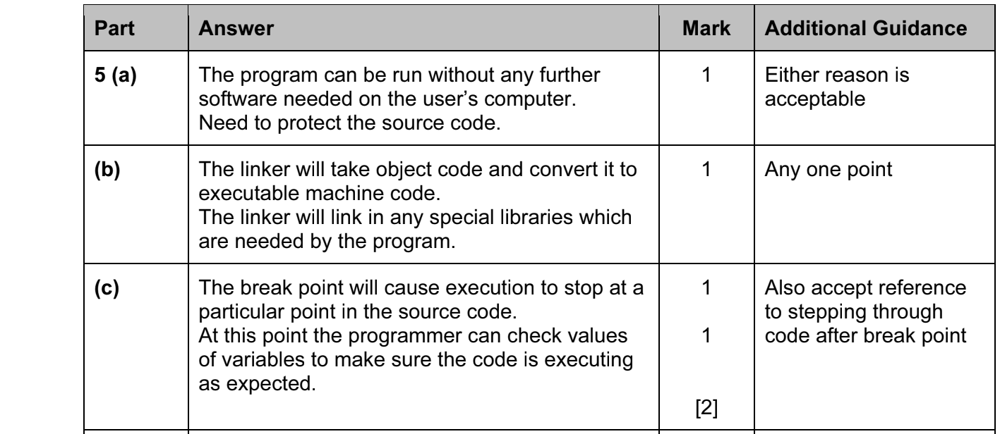 Part Answer Mark Additional Guidance
5 (a) The program can be run without any further 1 Either reason is
software needed on the user’s computer. acceptable
Need to protect the source code.
(b) The linker will take object code and convert it to 1 Any one point
executable machine code.
The linker will link in any special libraries which
are needed by the program.
(c) The break point will cause execution to stop at a 1 Also accept reference
particular point in the source code. to stepping through
At this point the programmer can check values 1 code after break point
of variables to make sure the code is executing
as expected.
[2]